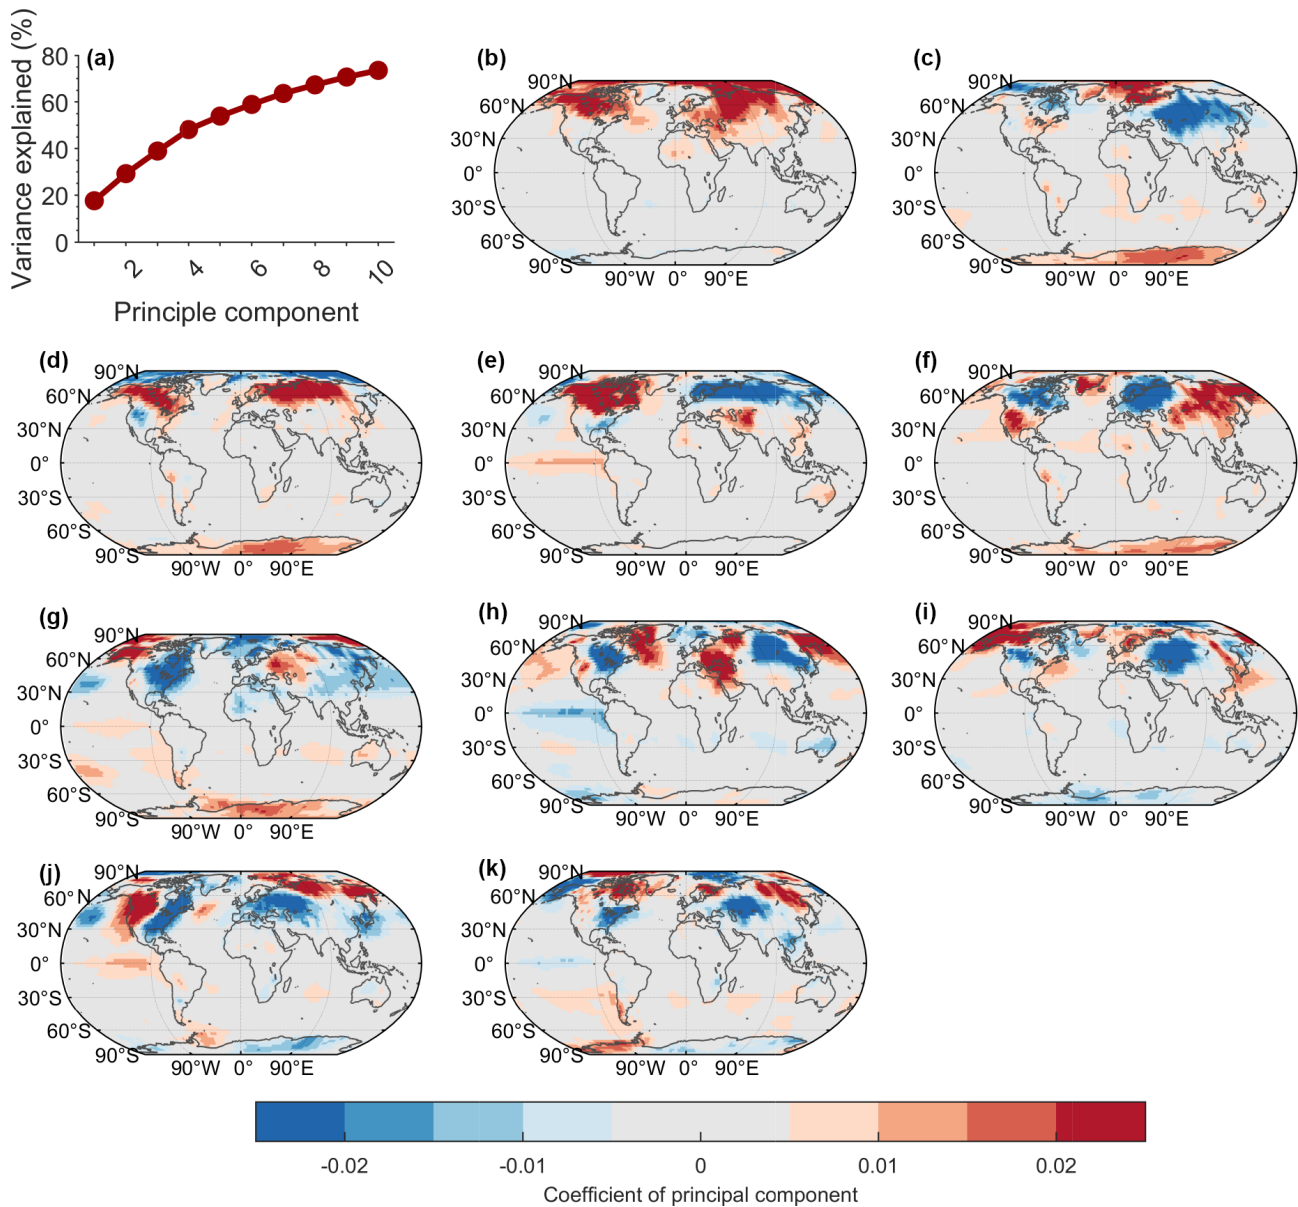 Variance explained (%)
80
60
40
20
0
2 4 6 8 10
Principle component
(a)
(b)
90°N
60°N
30°N
0°
30°S
60°S
90°S
90°W 0° 90°E
(c)
90°N
60°N
30°N
0°
30°S
60°S
90°S
90°W 0° 90°E
(d)
90°N
60°N
30°N
0°
30°S
60°S
90°S
90°W 0° 90°E
(e)
90°N
60°N
30°N
0°
30°S
60°S
90°S
90°W 0° 90°E
(f)
90°N
60°N
30°N
0°
30°S
60°S
90°S
90°W 0° 90°E
(g)
90°N
60°N
30°N
0°
30°S
60°S
90°S
90°W 0° 90°E
(h)
90°N
60°N
30°N
0°
30°S
60°S
90°S
90°W 0° 90°E
(i)
90°N
60°N
30°N
0°
30°S
60°S
90°S
90°W 0° 90°E
(j)
90°N
60°N
30°N
0°
30°S
60°S
90°S
90°W 0° 90°E
(k)
90°N
60°N
30°N
0°
30°S
60°S
90°S
90°W 0° 90°E
-0.02 -0.01 0 0.01 0.02
Coefficient of principal component